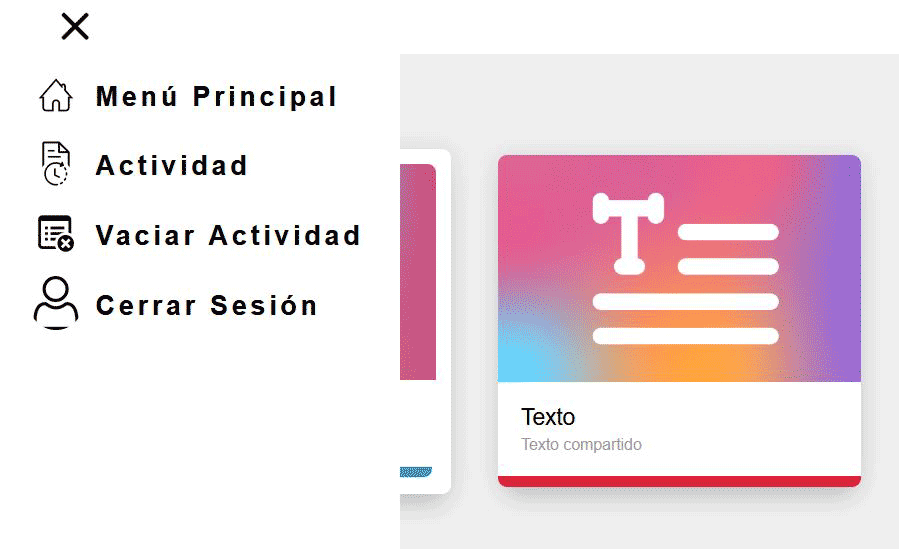 Menú Principal
Actividad
Vaciar Actividad
Cerrar Sesión
Texto
Texto compartido